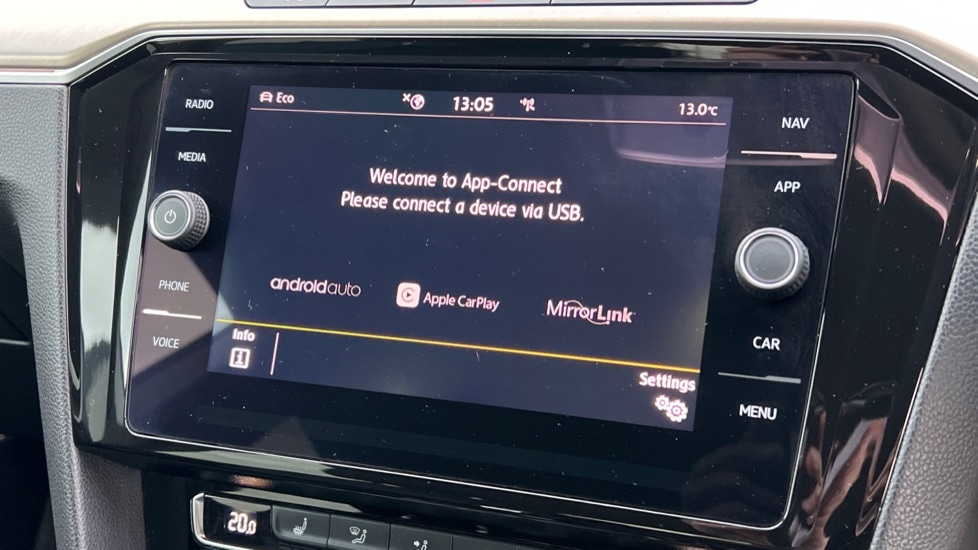 RADIO
MEDIA
PHONE
VOICE
Eco 13:05 13.0°C
Welcome to App-Connect
Please connect a device via USB.
androidauto Apple CarPlay MirrorLink
Info
Settings
NAV
APP
CAR
MENU
20.0